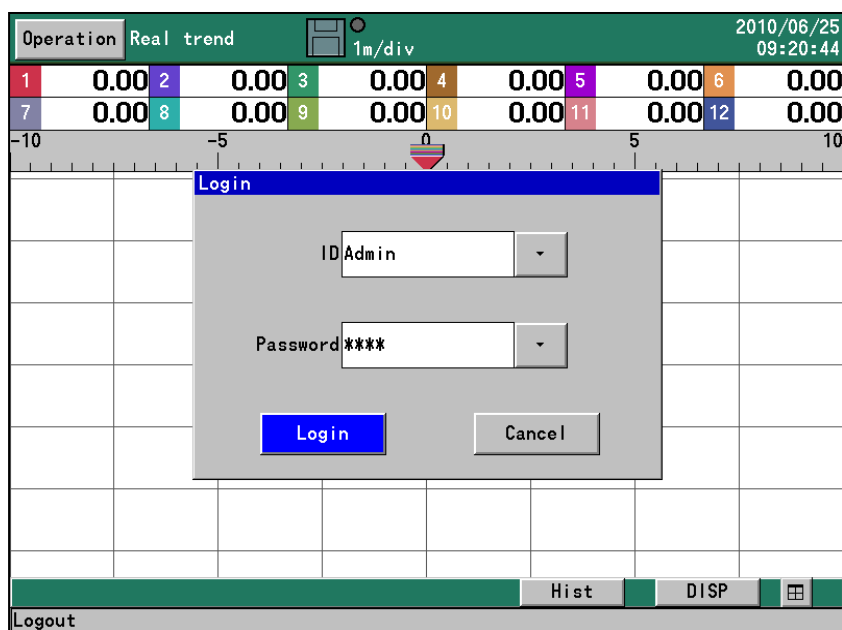 Operation Real trend 1m/div 2010/06/25
09:20:44
1 0.00 2 0.00 3 0.00 4 0.00 5 0.00 6 0.00
7 0.00 8 0.00 9 0.00 10 0.00 11 0.00 12 0.00
-10 -5 0 5 10
Login
ID Admin
Password ****
Login Cancel
Hist DISP
Logout